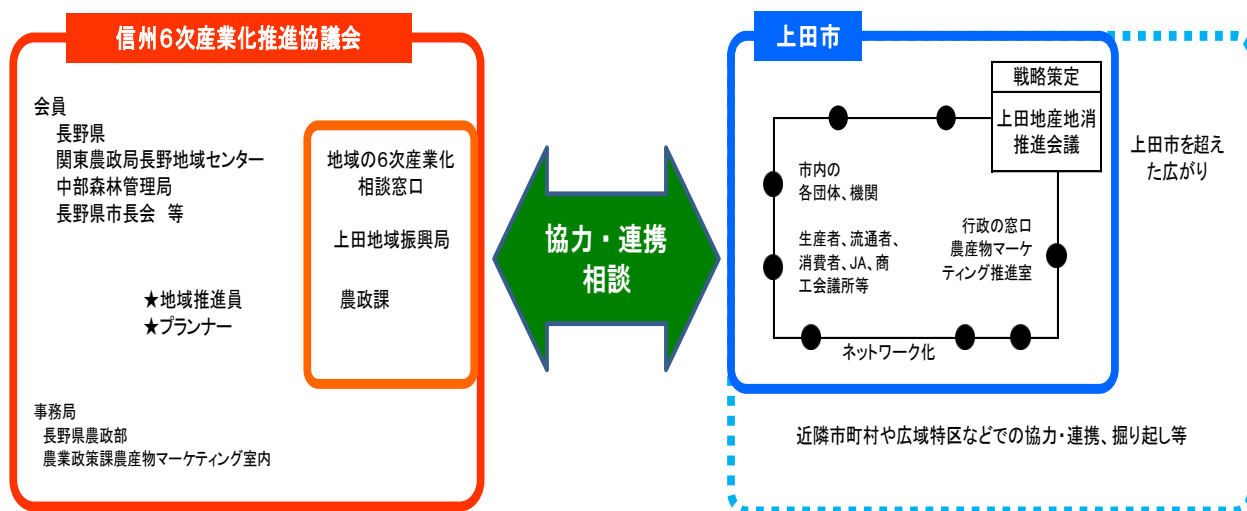 信州６次産業化推進協議会
会員
長野県
関東農政局長野地域センター
中部森林管理局
長野県市長会 等
★地域推進員
★プランナー
事務局
長野県農政部
農業政策課農産物マーケティング室内
地域の６次産業化
相談窓口
上田地域振興局
農政課
協力・連携
相談
上田市
戦略策定
上田地産地消
推進会議
市内の
各団体、機関
生産者、流通者、
消費者、JA、商
工会議所等
行政の窓口
農産物マーケ
ティング推進室
ネットワーク化
上田市を超え
た広がり
近隣市町村や広域特区などでの協力・連携、掘り起し等